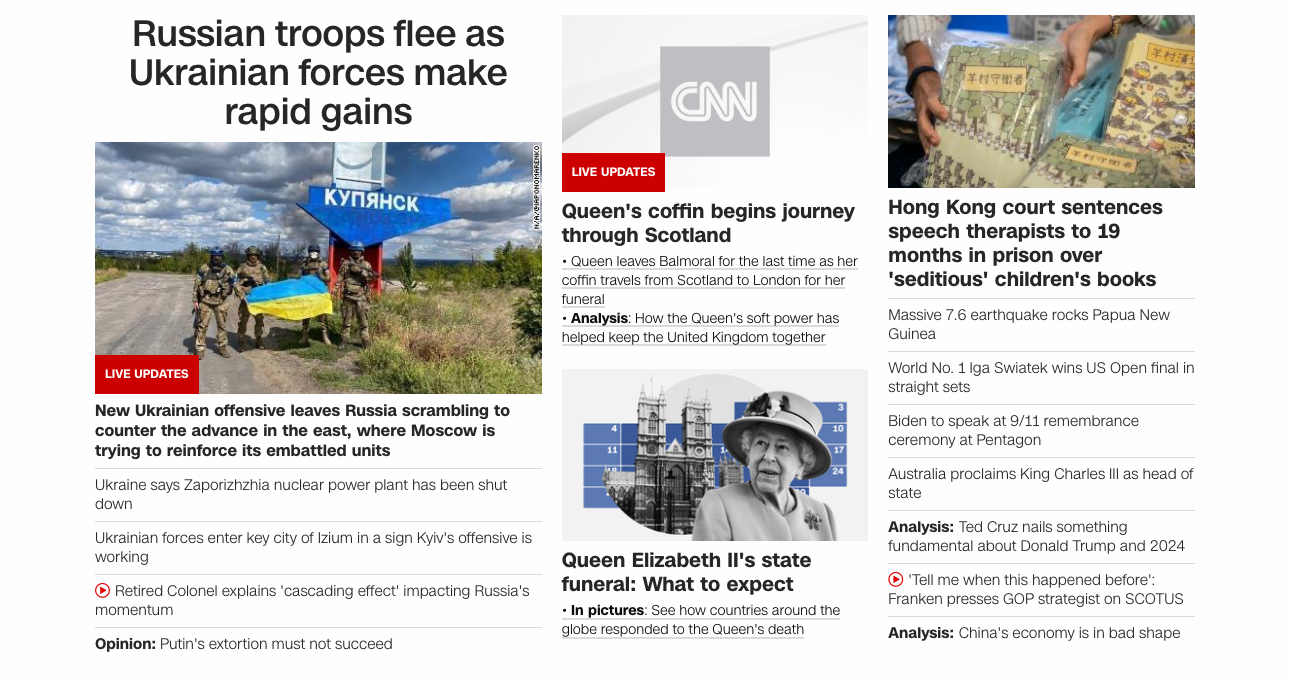 Russian troops flee as
Ukrainian forces make
rapid gains
N/A/@IAPONOMARENKO
КУПЯНСК
LIVE UPDATES
New Ukrainian offensive leaves Russia scrambling to
counter the advance in the east, where Moscow is
trying to reinforce its embattled units
Ukraine says Zaporizhzhia nuclear power plant has been shut
down
Ukrainian forces enter key city of Izium in a sign Kyiv's offensive is
working
Retired Colonel explains 'cascading effect' impacting Russia's
momentum
Opinion: Putin's extortion must not succeed
CNN
LIVE UPDATES
Queen's coffin begins journey
through Scotland
• Queen leaves Balmoral for the last time as her
coffin travels from Scotland to London for her
funeral
• Analysis: How the Queen's soft power has
helped keep the United Kingdom together
3
4
10
11
17
18
24
Queen Elizabeth II's state
funeral: What to expect
• In pictures: See how countries around the
globe responded to the Queen's death
羊村守衛者
羊村守衛者
Hong Kong court sentences
speech therapists to 19
months in prison over
'seditious' children's books
Massive 7.6 earthquake rocks Papua New
Guinea
World No. 1 Iga Swiatek wins US Open final in
straight sets
Biden to speak at 9/11 remembrance
ceremony at Pentagon
Australia proclaims King Charles III as head of
state
Analysis: Ted Cruz nails something
fundamental about Donald Trump and 2024
'Tell me when this happened before':
Franken presses GOP strategist on SCOTUS
Analysis: China's economy is in bad shape